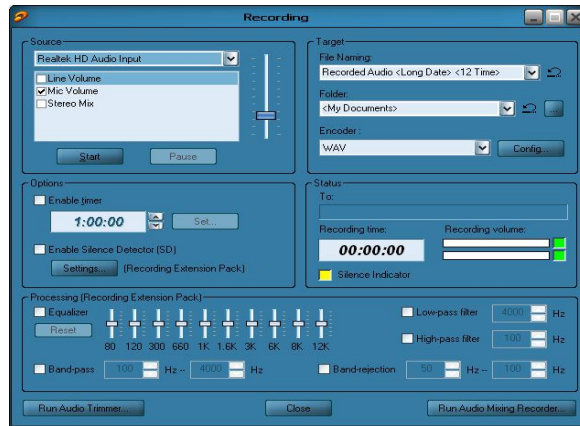 Recording
Source
Realtek HD Audio Input
Line Volume
Mic Volume
Stereo Mix
Start
Pause
Target
File Naming:
Recorded Audio <Long Date> <12 Time>
Folder:
<My Documents>
...
Encoder :
WAV
Config...
Options
Enable timer
1:00:00
Set...
Enable Silence Detector (SD)
Settings...
(Recording Extension Pack)
Status
To:
Recording time:
Recording volume:
00:00:00
Silence Indicator
Processing (Recording Extension Pack)
Equalizer
Reset
80 120 300 660 1K 1.6K 3K 6K 8K 12K
Low-pass filter 4000 Hz
High-pass filter 100 Hz
Band-pass 100 Hz -- 4000 Hz
Band-rejection 50 Hz -- 100 Hz
Run Audio Trimmer...
Close
Run Audio Mixing Recorder...